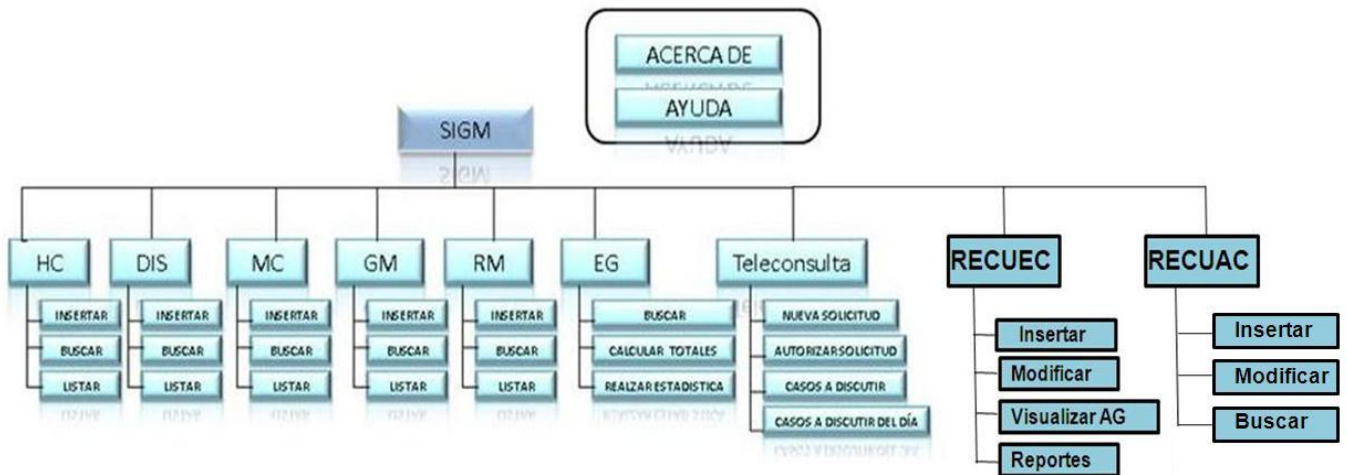 ACERCA DE
AYUDA
SIGM
HC
DIS
MC
GM
RM
EG
Teleconsulta
RECUEC
RECUAC
INSERTAR
BUSCAR
LISTAR
INSERTAR
BUSCAR
LISTAR
INSERTAR
BUSCAR
LISTAR
INSERTAR
BUSCAR
LISTAR
INSERTAR
BUSCAR
LISTAR
BUSCAR
CALCULAR TOTALES
REALZAR ESTADISTICA
NUEVA SOLICITUD
AUTORIZAR SOLICITUD
CASOS A DISCUTIR
CASOS A DISCUTIR DEL DÍA
Insertar
Modificar
Visualizar AG
Reportes
Insertar
Modificar
Buscar